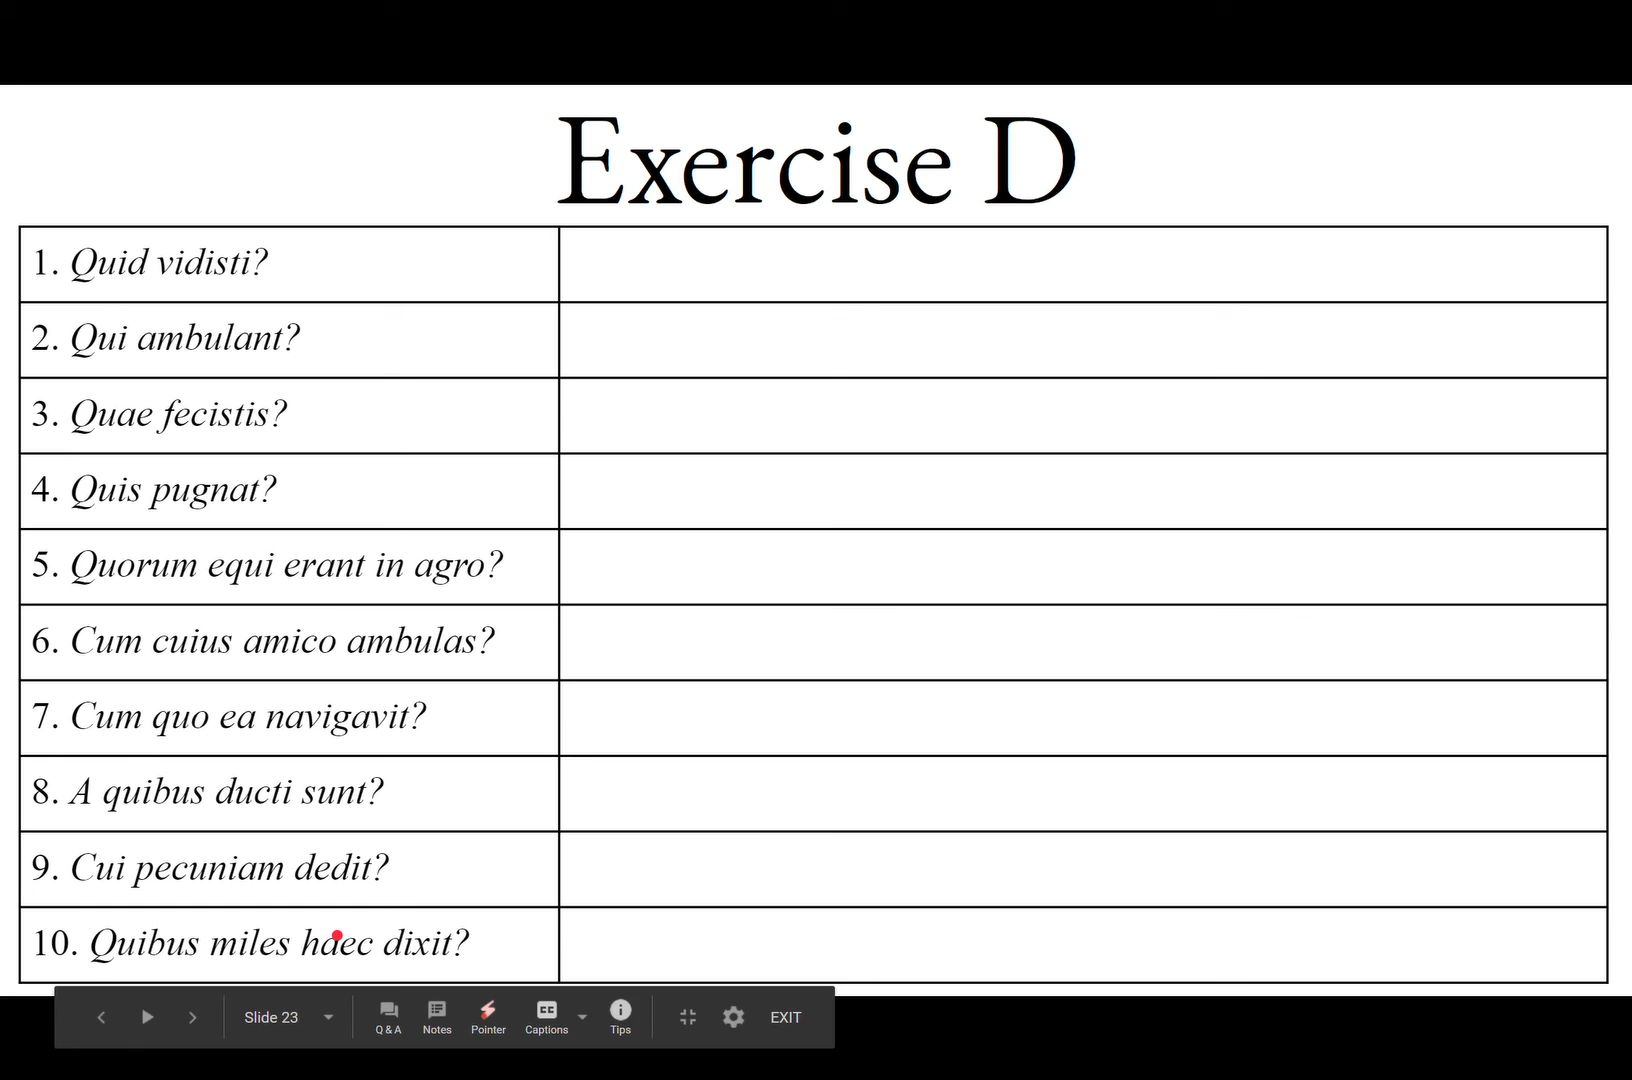 Exercise D
1. Quid vidisti?
2. Qui ambulant?
3. Quae fecistis?
4. Quis pugnat?
5. Quorum equi erant in agro?
6. Cum cuius amico ambulas?
7. Cum quo ea navigavit?
8. A quibus ducti sunt?
9. Cui pecuniam dedit?
10. Quibus miles haec dixit?
Slide 23
Q & A
Notes
Pointer
CC
Captions
Tips
EXIT